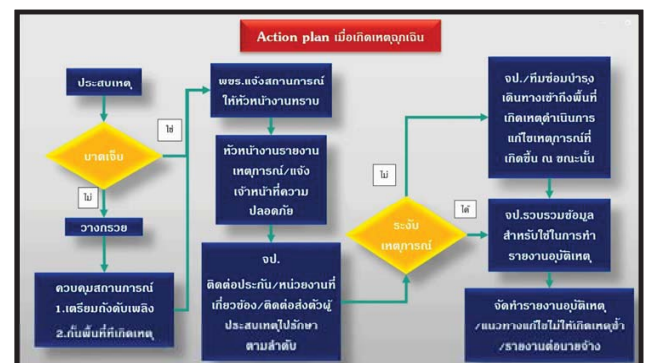 Action plan เมื่อเกิดเหตุฉุกเฉิน
ประสบเหตุ
บาดเจ็บ
ใช่
ไม่
วางกรวย
ควบคุมสถานการณ์
1.เตรียมถังดับเพลิง
2.กั้นพื้นที่ที่เกิดเหตุ
พขร.แจ้งสถานการณ์
ให้หัวหน้างานทราบ
หัวหน้างานรายงาน
เหตุการณ์/แจ้ง
เจ้าหน้าที่ความ
ปลอดภัย
จป.
ติดต่อประกัน/หน่วยงานที่
เกี่ยวข้อง/ติดต่อส่งตัวผู้
ประสบเหตุไปรักษา
ตามลำดับ
ระงับ
เหตุการณ์
ไม่
ได้
จป./ทีมซ่อมบำรุง
เดินทางเข้าถึงพื้นที่
เกิดเหตุดำเนินการ
แก้ไขเหตุการณ์ที่
เกิดขึ้น ณ ขณะนั้น
จป.รวบรวมข้อมูล
สำหรับใช้ในการทำ
รายงานอุบัติเหตุ
จัดทำรายงานอุบัติเหตุ
/แนวทางแก้ไขไม่ให้เกิดเหตุซ้ำ
/รายงานต่อนายจ้าง